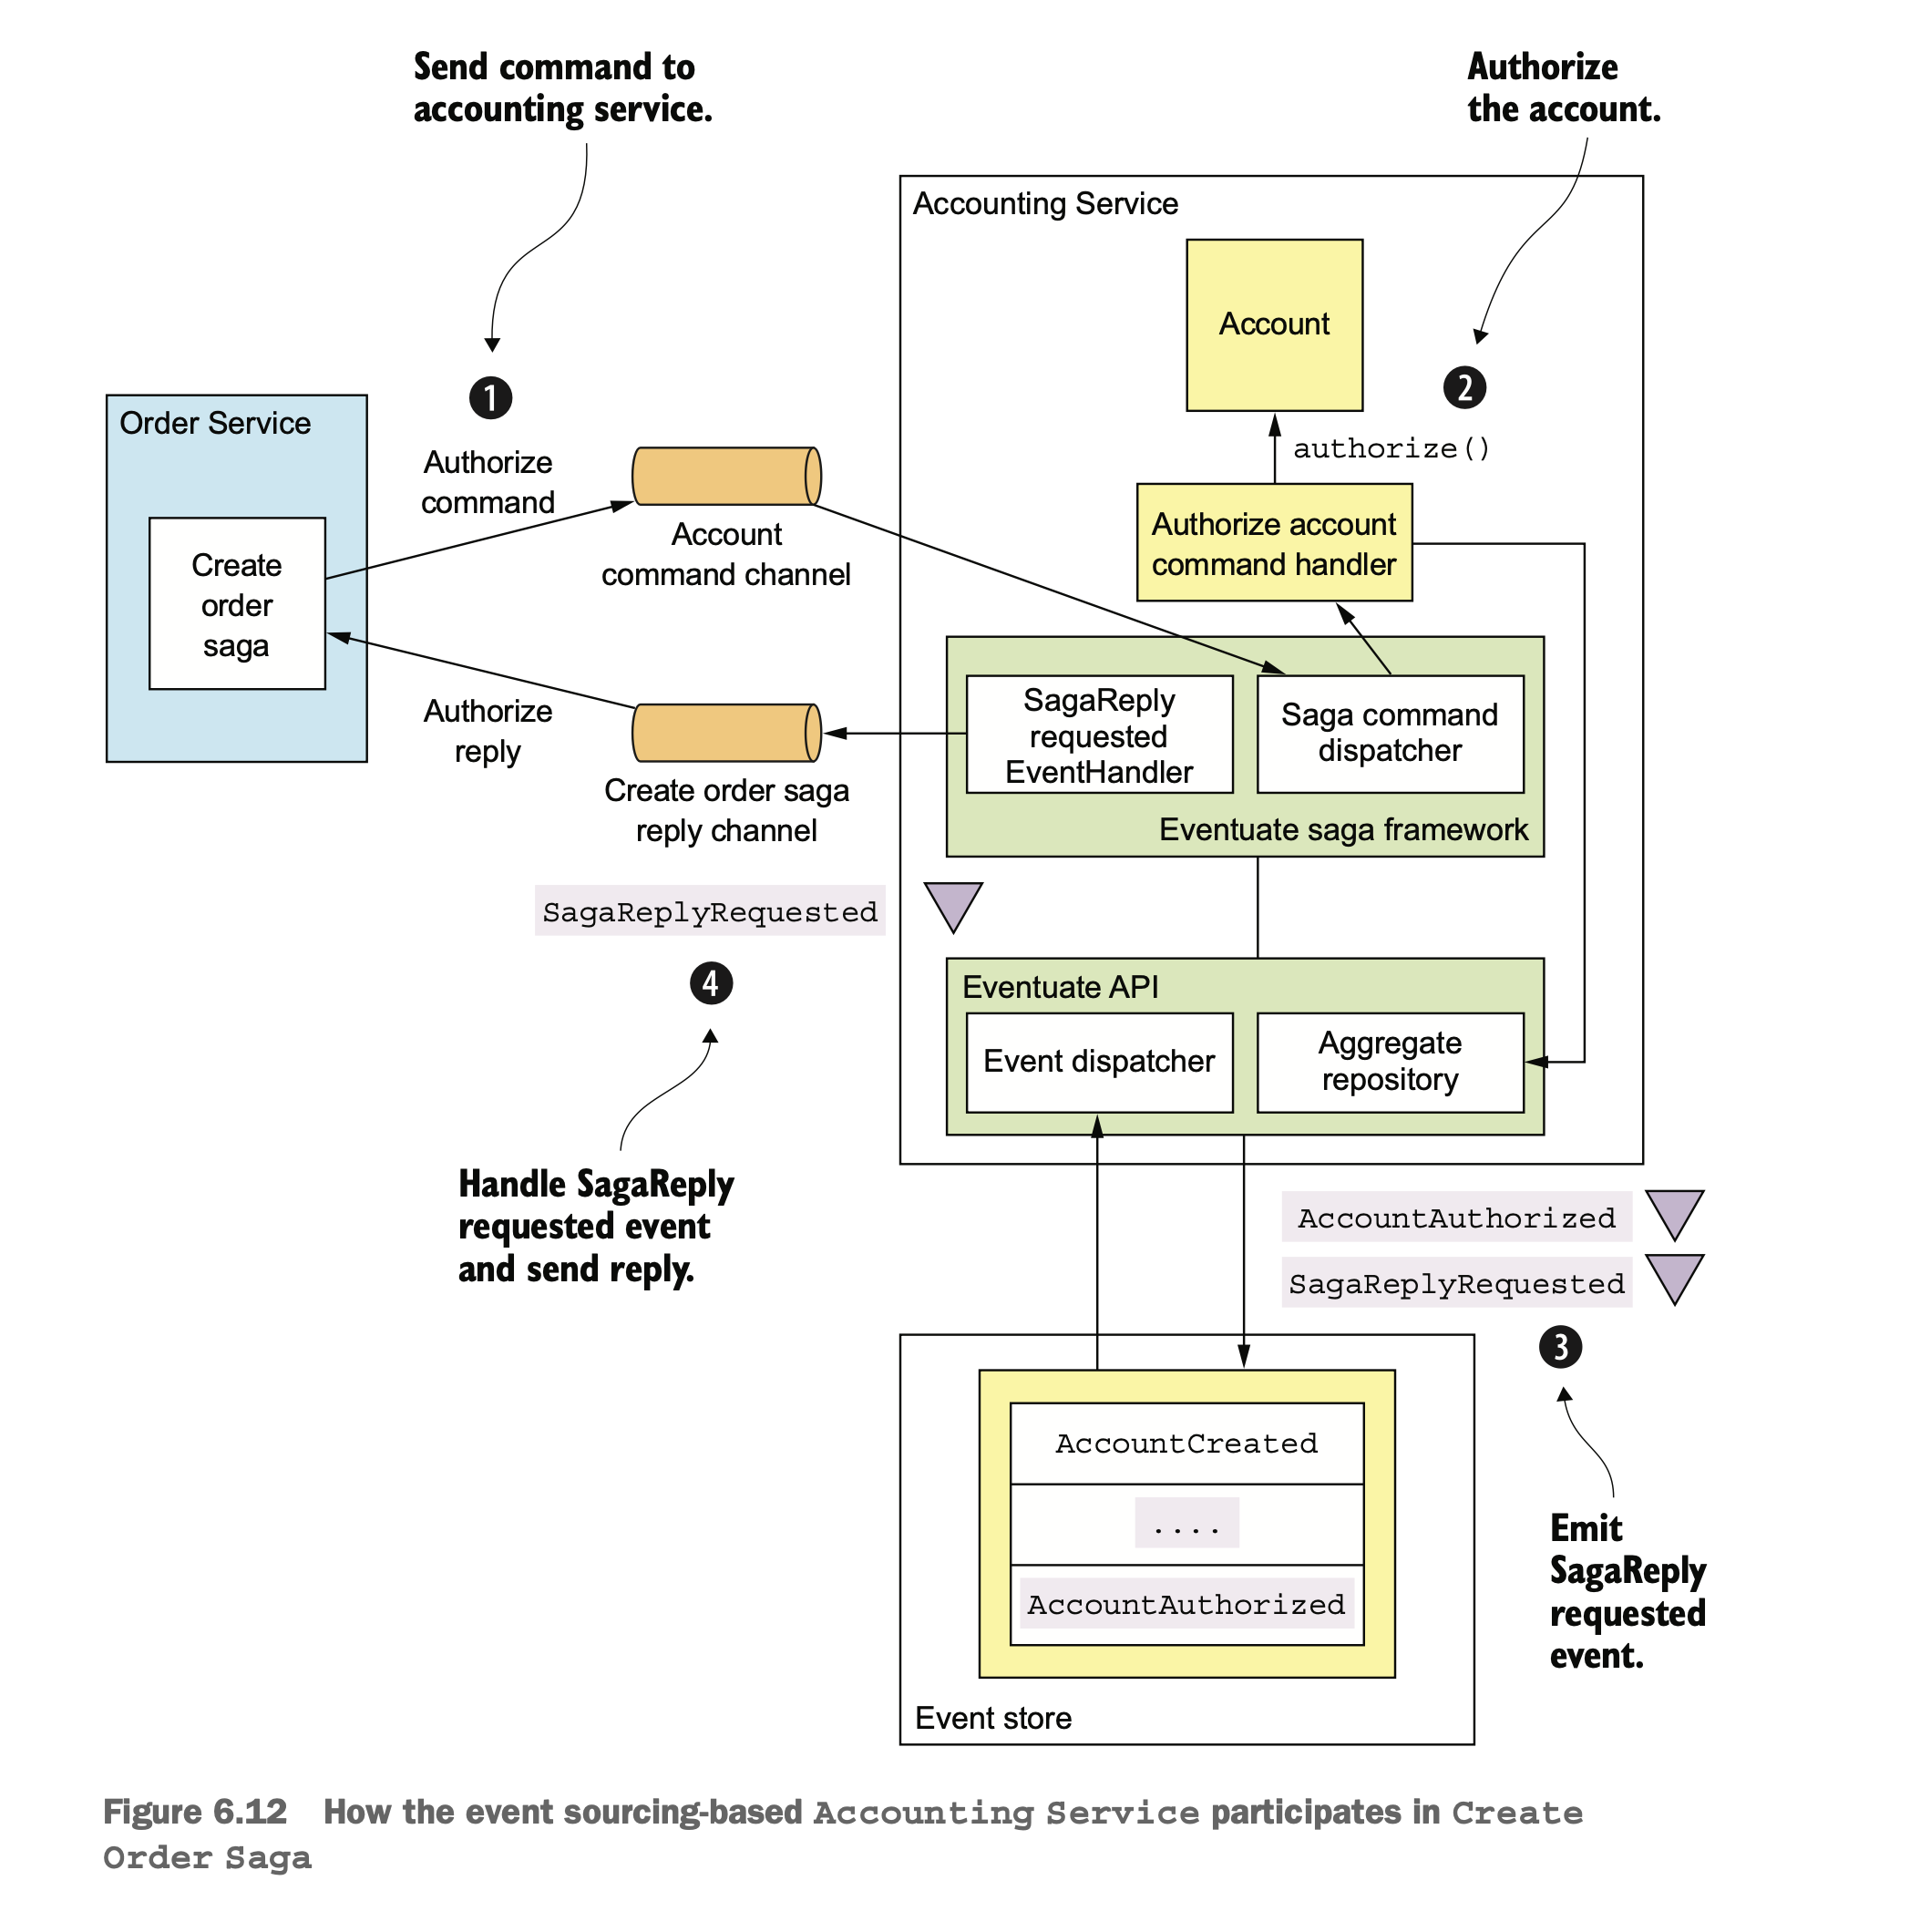 Send command to
accounting service.
Authorize
the account.
Accounting Service
Account
1
2
Order Service
authorize()
Authorize
command
Account
command channel
Authorize account
command handler
Create
order
saga
SagaReply
requested
EventHandler
Saga command
dispatcher
Authorize
reply
Create order saga
reply channel
Eventuate saga framework
SagaReplyRequested
4
Eventuate API
Event dispatcher
Aggregate
repository
Handle SagaReply
requested event
and send reply.
AccountAuthorized
SagaReplyRequested
3
AccountCreated
....
AccountAuthorized
Emit
SagaReply
requested
event.
Event store
Figure 6.12 How the event sourcing-based Accounting Service participates in Create
Order Saga